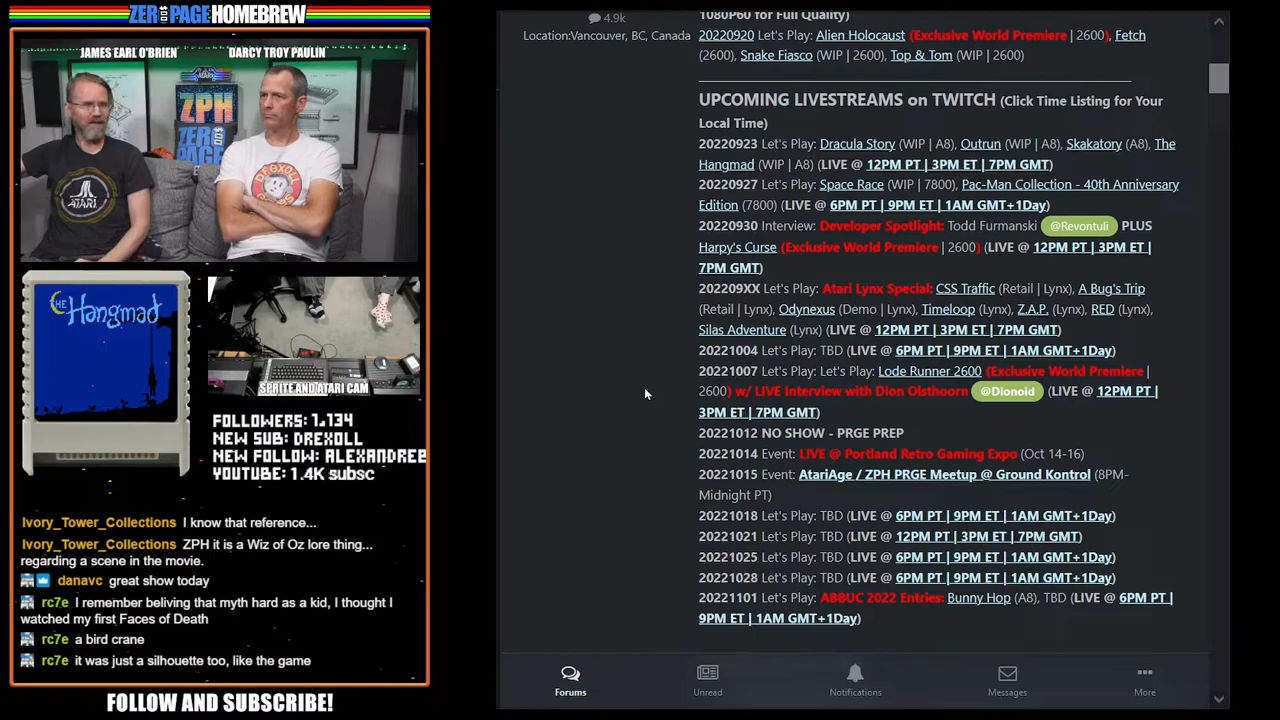 ZERO PAGE HOMEBREW
JAMES EARL O'BRIEN
DARCY TROY PAULIN
ATARI
ZPH
ZERO
PAGE
ATARI
DREXOLL
THE Hangmad
SPRITE AND ATARI CAM
FOLLOWERS: 1,134
NEW SUB: DREXOLL
NEW FOLLOW: ALEXANDREB
YOUTUBE: 1.4K subsc
Ivory_Tower_Collections I know that reference...
Ivory_Tower_Collections ZPH it is a Wiz of Oz lore thing...
regarding a scene in the movie.
danavc great show today
rc7e I remember beliving that myth hard as a kid, I thought I
watched my first Faces of Death
rc7e a bird crane
rc7e it was just a silhouette too, like the game
FOLLOW AND SUBSCRIBE!
4.9k
Location:Vancouver, BC, Canada
1080P60 for Full Quality)
20220920 Let's Play: Alien Holocaust (Exclusive World Premiere | 2600), Fetch
(2600), Snake Fiasco (WIP | 2600), Top & Tom (WIP | 2600)
UPCOMING LIVESTREAMS on TWITCH (Click Time Listing for Your
Local Time)
20220923 Let's Play: Dracula Story (WIP | A8), Outrun (WIP | A8), Skakatory (A8), The
Hangmad (WIP | A8) (LIVE @ 12PM PT | 3PM ET | 7PM GMT)
20220927 Let's Play: Space Race (WIP | 7800), Pac-Man Collection - 40th Anniversary
Edition (7800) (LIVE @ 6PM PT | 9PM ET | 1AM GMT+1Day)
20220930 Interview: Developer Spotlight: Todd Furmanski @Revontuli PLUS
Harpy's Curse (Exclusive World Premiere | 2600) (LIVE @ 12PM PT | 3PM ET |
7PM GMT)
202209XX Let's Play: Atari Lynx Special: CSS Traffic (Retail | Lynx), A Bug's Trip
(Retail | Lynx), Odynexus (Demo | Lynx), Timeloop (Lynx), Z.A.P. (Lynx), RED (Lynx),
Silas Adventure (Lynx) (LIVE @ 12PM PT | 3PM ET | 7PM GMT)
20221004 Let's Play: TBD (LIVE @ 6PM PT | 9PM ET | 1AM GMT+1Day)
20221007 Let's Play: Let's Play: Lode Runner 2600 (Exclusive World Premiere |
2600) w/ LIVE Interview with Dion Olsthoorn @Dionoid (LIVE @ 12PM PT |
3PM ET | 7PM GMT)
20221012 NO SHOW - PRGE PREP
20221014 Event: LIVE @ Portland Retro Gaming Expo (Oct 14-16)
20221015 Event: AtariAge / ZPH PRGE Meetup @ Ground Kontrol (8PM-
Midnight PT)
20221018 Let's Play: TBD (LIVE @ 6PM PT | 9PM ET | 1AM GMT+1Day)
20221021 Let's Play: TBD (LIVE @ 12PM PT | 3PM ET | 7PM GMT)
20221025 Let's Play: TBD (LIVE @ 6PM PT | 9PM ET | 1AM GMT+1Day)
20221028 Let's Play: TBD (LIVE @ 6PM PT | 9PM ET | 1AM GMT+1Day)
20221101 Let's Play: ABBUC 2022 Entries: Bunny Hop (A8), TBD (LIVE @ 6PM PT |
9PM ET | 1AM GMT+1Day)
Forums
Unread
Notifications
Messages
More